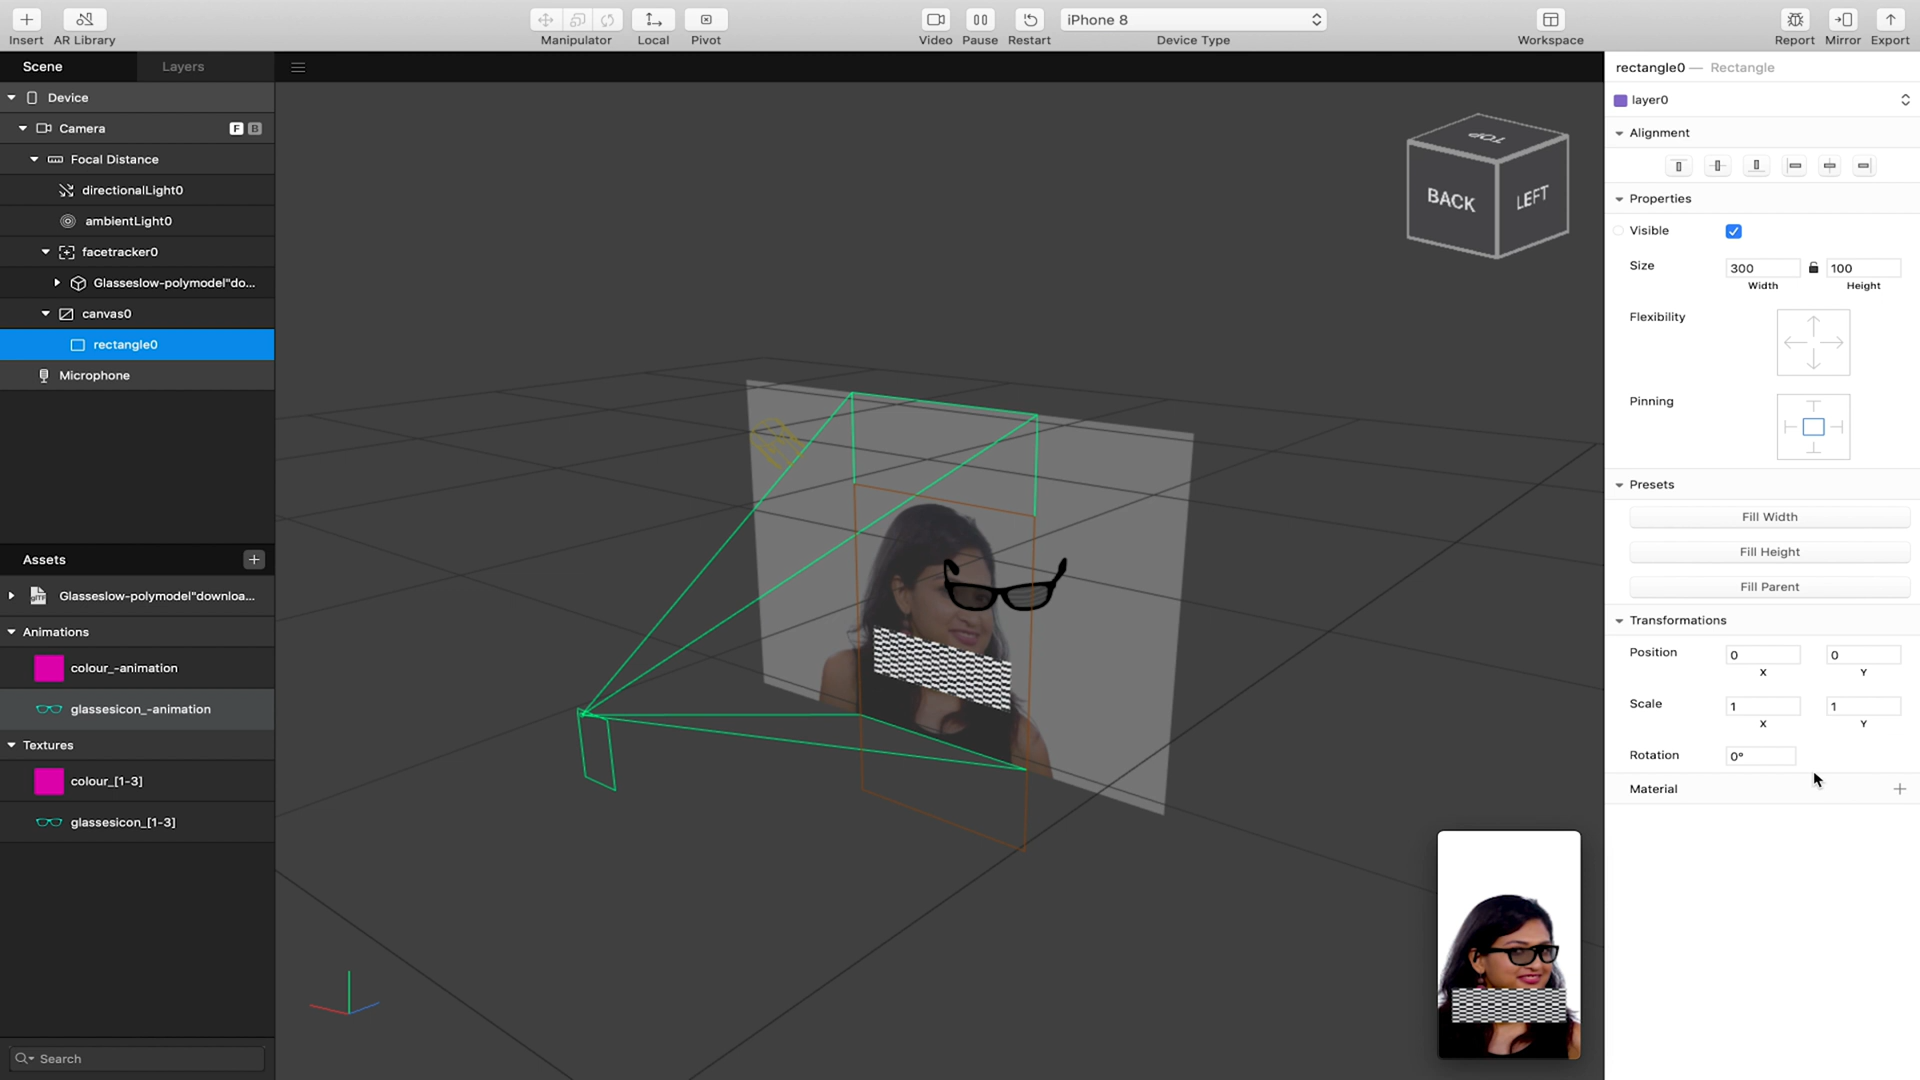 Insert
AR Library
Manipulator
Local
Pivot
Video
Pause
Restart
iPhone 8
Device Type
Workspace
Report
Mirror
Export
Scene
Layers
Device
Camera
F
B
Focal Distance
directionalLight0
ambientLight0
facetracker0
Glasseslow-polymodel"do...
canvas0
rectangle0
Microphone
Assets
Glasseslow-polymodel"downloa...
Animations
colour_-animation
glassesicon_-animation
Textures
colour_[1-3]
glassesicon_[1-3]
Search
TOP
BACK
LEFT
rectangle0 — Rectangle
layer0
Alignment
Properties
Visible
Size
300
100
Width
Height
Flexibility
Pinning
Presets
Fill Width
Fill Height
Fill Parent
Transformations
Position
0
0
X
Y
Scale
1
1
X
Y
Rotation
0°
Material